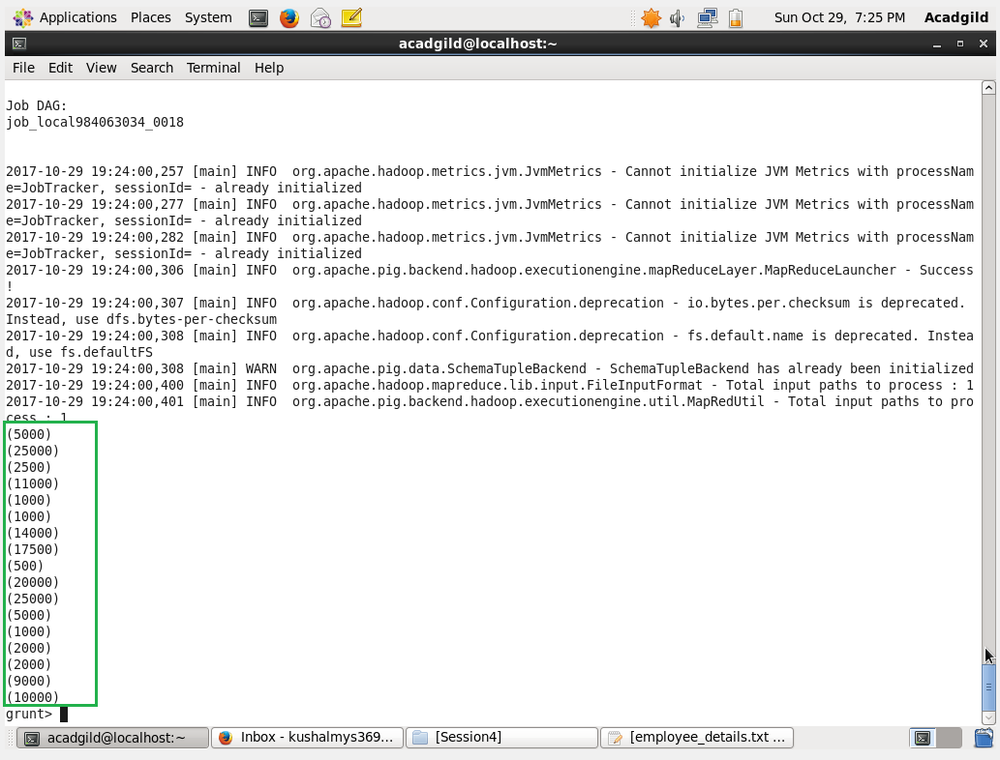 Applications Places System Sun Oct 29, 7:25 PM Acadgild
acadgild@localhost:~
File Edit View Search Terminal Help
Job DAG:
job_local984063034_0018
2017-10-29 19:24:00,257 [main] INFO  org.apache.hadoop.metrics.jvm.JvmMetrics - Cannot initialize JVM Metrics with processNam
e=JobTracker, sessionId= - already initialized
2017-10-29 19:24:00,277 [main] INFO  org.apache.hadoop.metrics.jvm.JvmMetrics - Cannot initialize JVM Metrics with processNam
e=JobTracker, sessionId= - already initialized
2017-10-29 19:24:00,282 [main] INFO  org.apache.hadoop.metrics.jvm.JvmMetrics - Cannot initialize JVM Metrics with processNam
e=JobTracker, sessionId= - already initialized
2017-10-29 19:24:00,306 [main] INFO  org.apache.pig.backend.hadoop.executionengine.mapReduceLayer.MapReduceLauncher - Success
!
2017-10-29 19:24:00,307 [main] INFO  org.apache.hadoop.conf.Configuration.deprecation - io.bytes.per.checksum is deprecated.
Instead, use dfs.bytes-per-checksum
2017-10-29 19:24:00,308 [main] INFO  org.apache.hadoop.conf.Configuration.deprecation - fs.default.name is deprecated. Instea
d, use fs.defaultFS
2017-10-29 19:24:00,308 [main] WARN  org.apache.pig.data.SchemaTupleBackend - SchemaTupleBackend has already been initialized
2017-10-29 19:24:00,400 [main] INFO  org.apache.hadoop.mapreduce.lib.input.FileInputFormat - Total input paths to process : 1
2017-10-29 19:24:00,401 [main] INFO  org.apache.pig.backend.hadoop.executionengine.util.MapRedUtil - Total input paths to pro
cess : 1
(5000)
(25000)
(2500)
(11000)
(1000)
(1000)
(14000)
(17500)
(500)
(20000)
(25000)
(5000)
(1000)
(2000)
(2000)
(9000)
(10000)
grunt>
acadgild@localhost:~ Inbox - kushalmys369... [Session4] [employee_details.txt ...